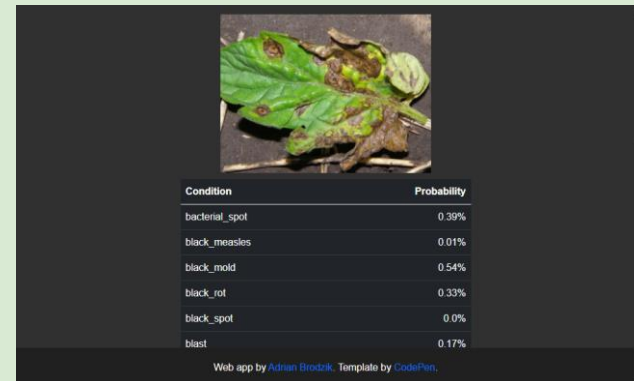 Condition Probability
bacterial_spot 0.39%
black_measles 0.01%
black_mold 0.54%
black_rot 0.33%
black_spot 0.0%
blast 0.17%
Web app by Adrian Brodzik. Template by CodePen.